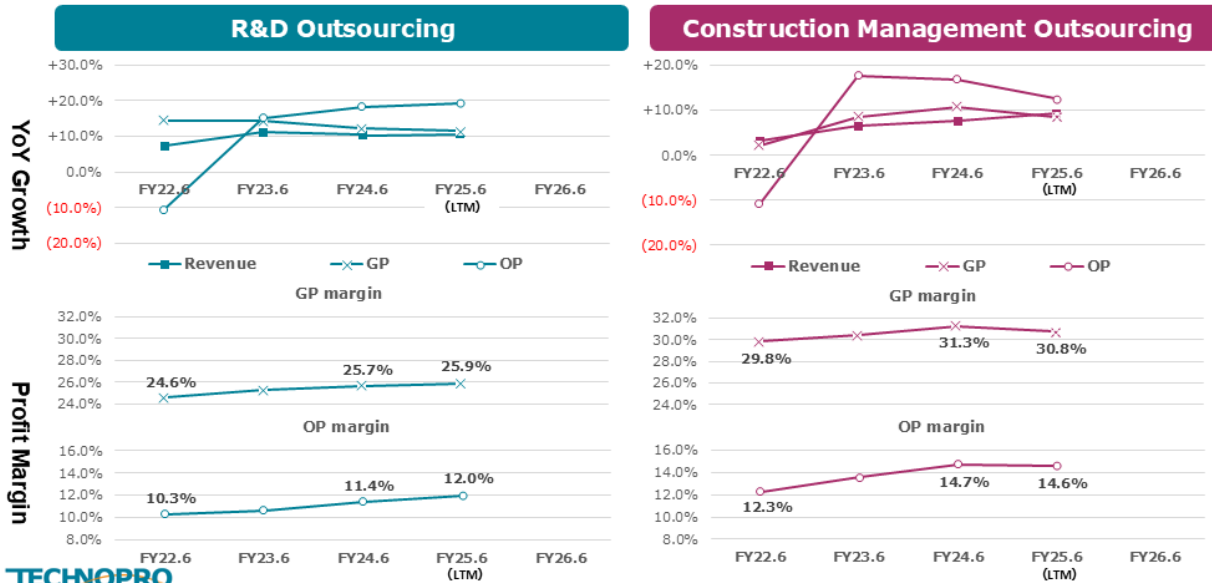 R&D Outsourcing
Construction Management Outsourcing
YoY Growth
+30.0%
+20.0%
+10.0%
0.0%
(10.0%)
(20.0%)
FY22.6 FY23.6 FY24.6 FY25.6 FY26.6
(LTM)
Revenue GP OP
+20.0%
+10.0%
0.0%
(10.0%)
(20.0%)
FY22.6 FY23.6 FY24.6 FY25.6 FY26.6
(LTM)
Revenue GP OP
Profit Margin
GP margin
32.0%
30.0%
28.0%
26.0%
24.0%
24.6% 25.7% 25.9%
OP margin
16.0%
14.0%
12.0%
10.0%
8.0%
10.3% 11.4% 12.0%
FY22.6 FY23.6 FY24.6 FY25.6 FY26.6
(LTM)
GP margin
32.0%
30.0%
28.0%
26.0%
24.0%
29.8% 31.3% 30.8%
OP margin
16.0%
14.0%
12.0%
10.0%
8.0%
12.3% 14.7% 14.6%
FY22.6 FY23.6 FY24.6 FY25.6 FY26.6
(LTM)
TECHNOPRO